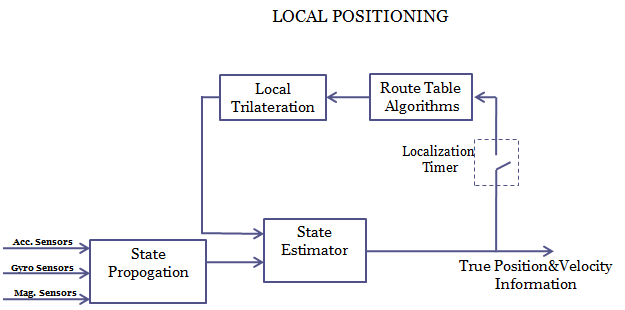 LOCAL POSITIONING
Local
Trilateration
Route Table
Algorithms
Localization
Timer
Acc. Sensors
Gyro Sensors
Mag. Sensors
State
Propogation
State
Estimator
True Position&Velocity
Information